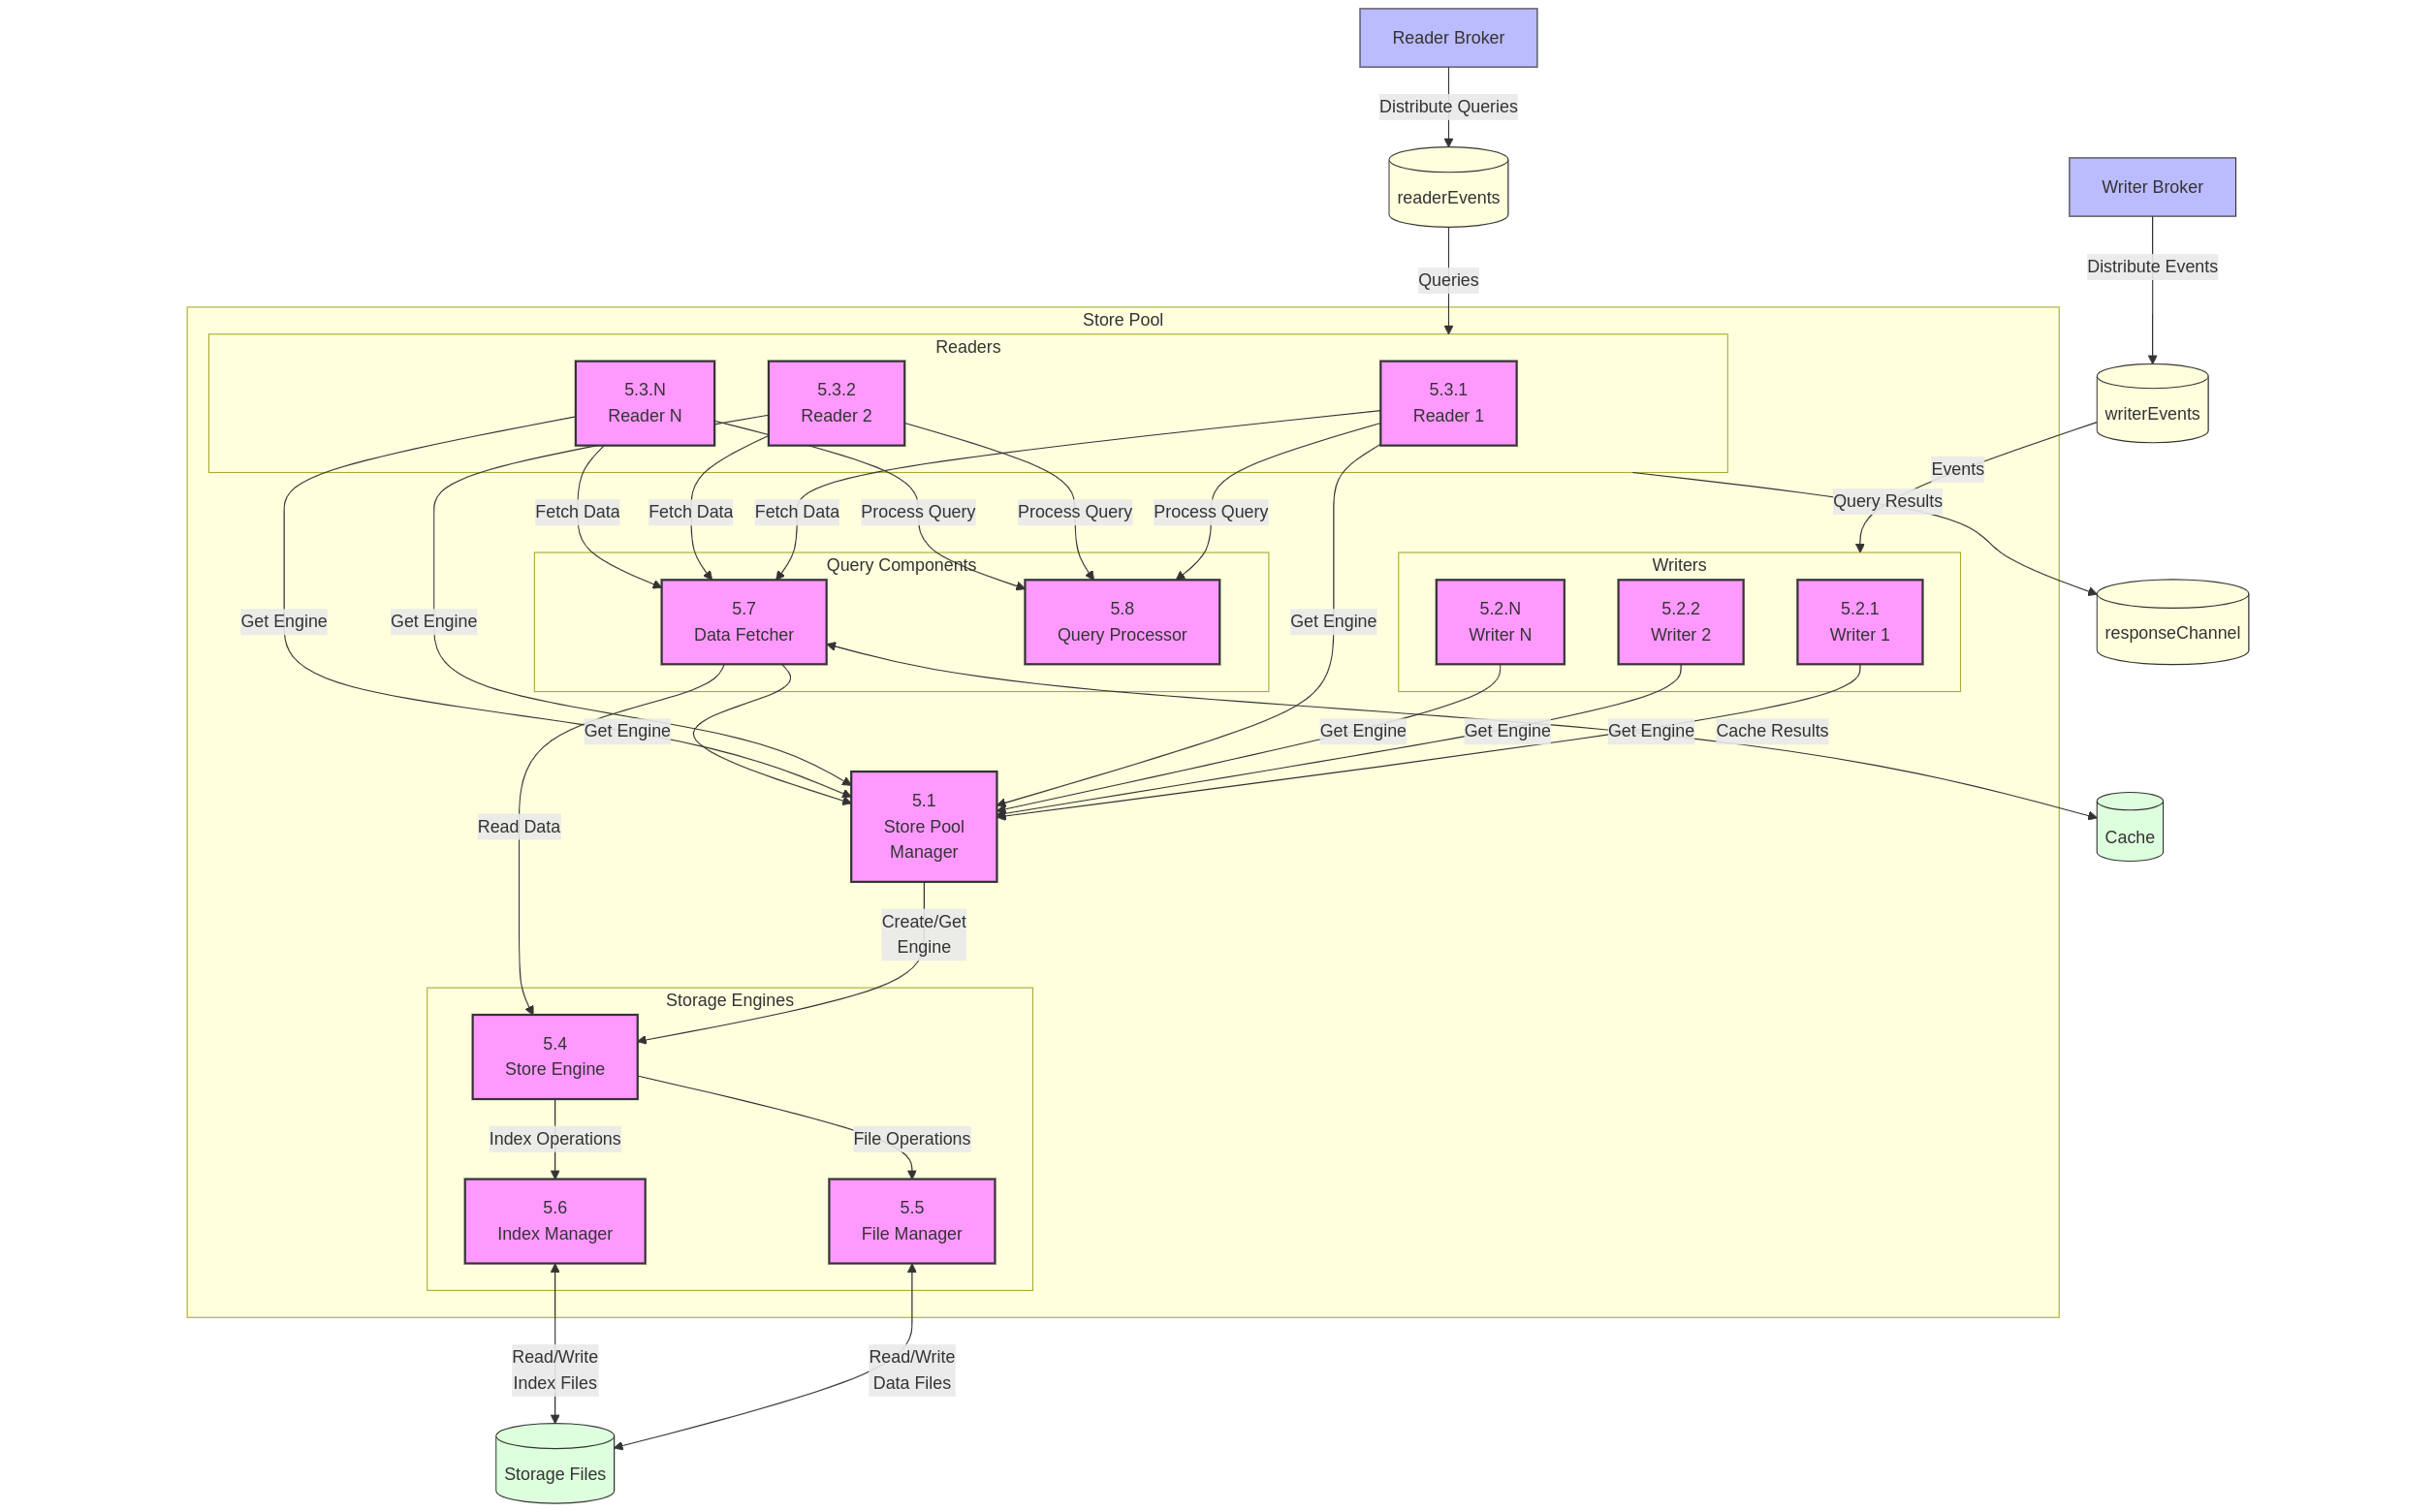 Reader Broker
Distribute Queries
readerEvents
Writer Broker
Distribute Events
Queries
Store Pool
Readers
5.3.N
Reader N
5.3.2
Reader 2
5.3.1
Reader 1
writerEvents
Events
Query Results
Fetch Data
Fetch Data
Fetch Data
Process Query
Process Query
Process Query
Query Components
Writers
5.7
Data Fetcher
5.8
Query Processor
5.2.N
Writer N
5.2.2
Writer 2
5.2.1
Writer 1
responseChannel
Get Engine
Get Engine
Get Engine
Get Engine
Get Engine
Get Engine
Get Engine
Cache Results
5.1
Store Pool
Manager
Read Data
Cache
Create/Get
Engine
Storage Engines
5.4
Store Engine
Index Operations
File Operations
5.6
Index Manager
5.5
File Manager
Read/Write
Index Files
Read/Write
Data Files
Storage Files